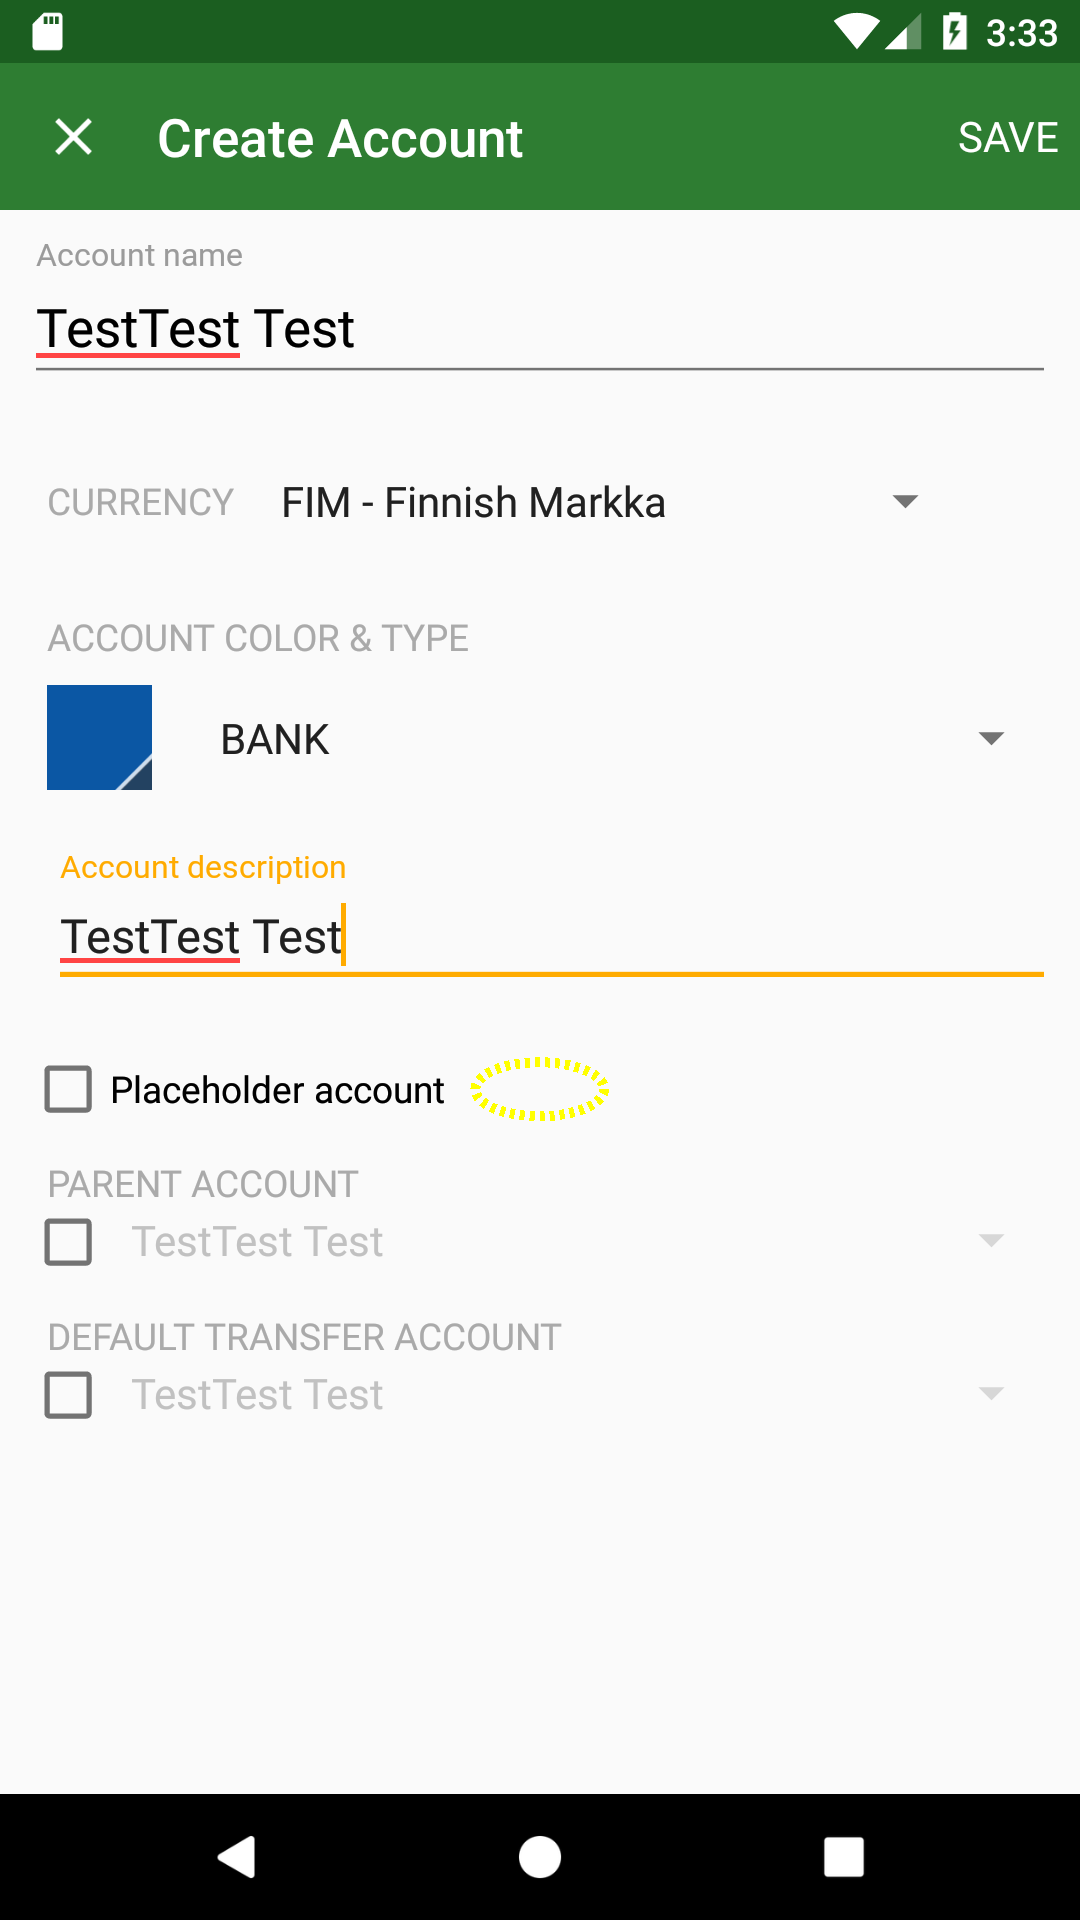 3:33
Create Account
SAVE
Account name
TestTest Test
CURRENCY FIM - Finnish Markka
ACCOUNT COLOR & TYPE
BANK
Account description
TestTest Test
Placeholder account
PARENT ACCOUNT
TestTest Test
DEFAULT TRANSFER ACCOUNT
TestTest Test